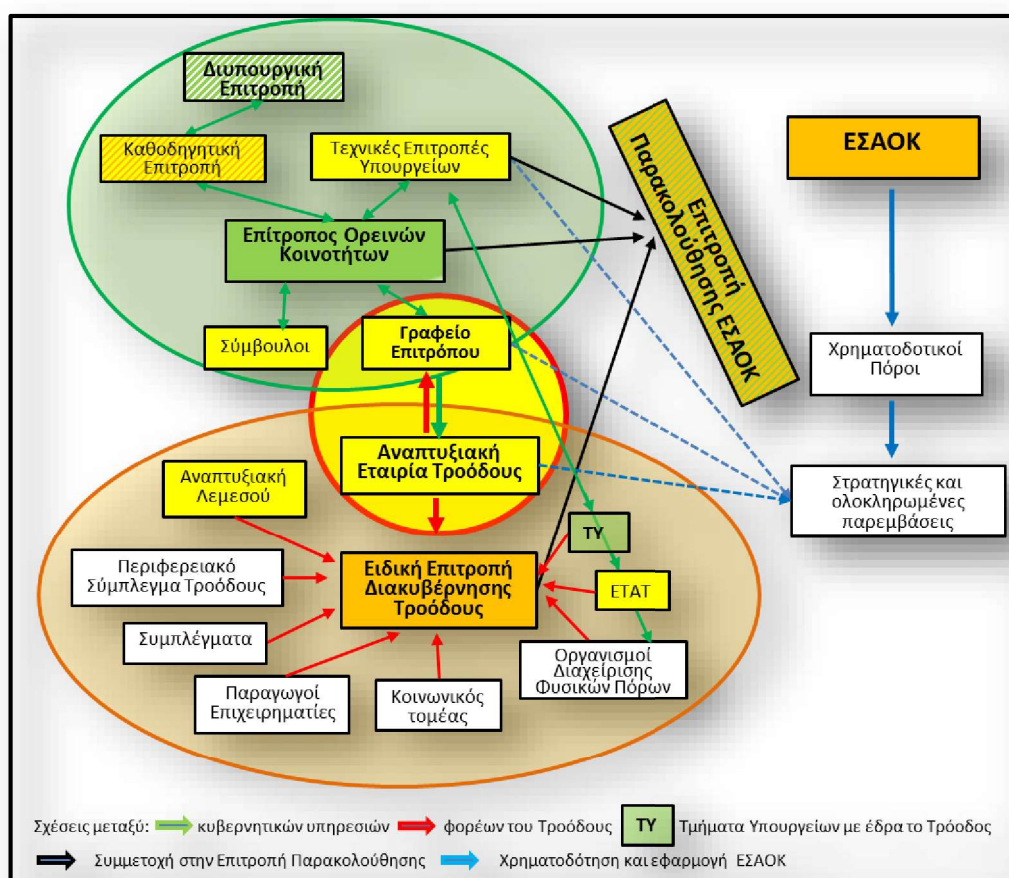 Διυπουργική
Επιτροπή
Καθοδηγητική
Επιτροπή
Τεχνικές Επιτροπές
Υπουργείων
Επίτροπος Ορεινών
Κοινοτήτων
Σύμβουλοι
Γραφείο
Επιτρόπου
Επιτροπή
Παρακολούθησης ΕΣΑΟΚ
ΕΣΑΟΚ
Χρηματοδοτικοί
Πόροι
Στρατηγικές και
ολοκληρωμένες
παρεμβάσεις
Αναπτυξιακή
Εταιρία Τροόδους
Αναπτυξιακή
Λεμεσού
Περιφερειακό
Σύμπλεγμα Τροόδους
Συμπλέγματα
Παραγωγοί
Επιχειρηματίες
Κοινωνικός
τομέας
Ειδική Επιτροπή
Διακυβέρνησης
Τροόδους
ΤΥ
ΕΤΑΤ
Οργανισμοί
Διαχείρισης
Φυσικών Πόρων
Σχέσεις μεταξύ: κυβερνητικών υπηρεσιών φορέων του Τροόδους ΤΥ Τμήματα Υπουργείων με έδρα το Τρόοδος
Συμμετοχή στην Επιτροπή Παρακολούθησης Χρηματοδότηση και εφαρμογή ΕΣΑΟΚ